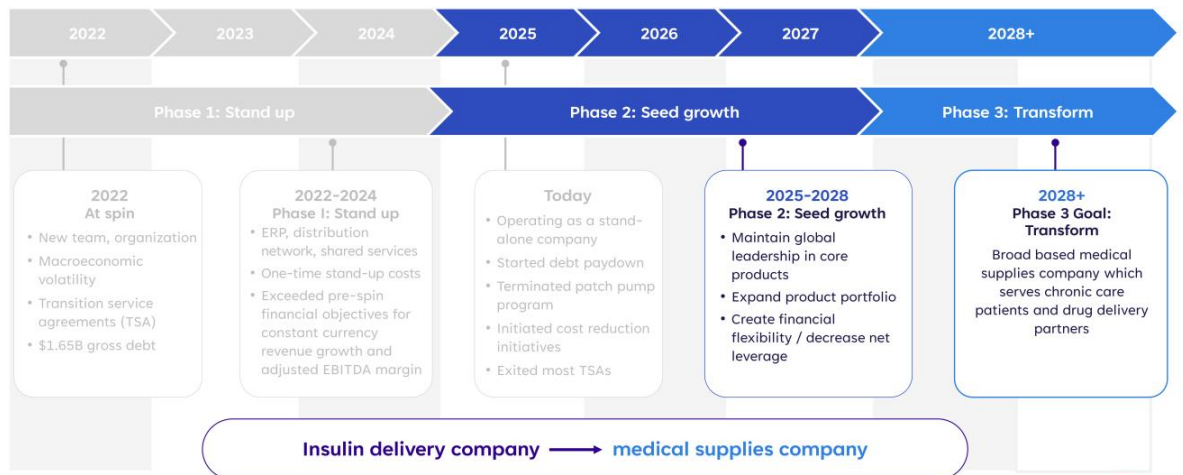 2022
2023
2024
2025
2026
2027
2028+
Phase 1: Stand up
Phase 2: Seed growth
Phase 3: Transform
2022
At spin
• New team, organization
• Macroeconomic
volatility
• Transition service
agreements (TSA)
• $1.65B gross debt
2022-2024
Phase I: Stand up
• ERP, distribution
network, shared services
• One-time stand-up costs
• Exceeded pre-spin
financial objectives for
constant currency
revenue growth and
adjusted EBITDA margin
Today
• Operating as a stand-
alone company
• Started debt paydown
• Terminated patch pump
program
• Initiated cost reduction
initiatives
• Exited most TSAs
2025-2028
Phase 2: Seed growth
• Maintain global
leadership in core
products
• Expand product portfolio
• Create financial
flexibility / decrease net
leverage
2028+
Phase 3 Goal:
Transform
Broad based medical
supplies company which
serves chronic care
patients and drug delivery
partners
Insulin delivery company ⟶ medical supplies company